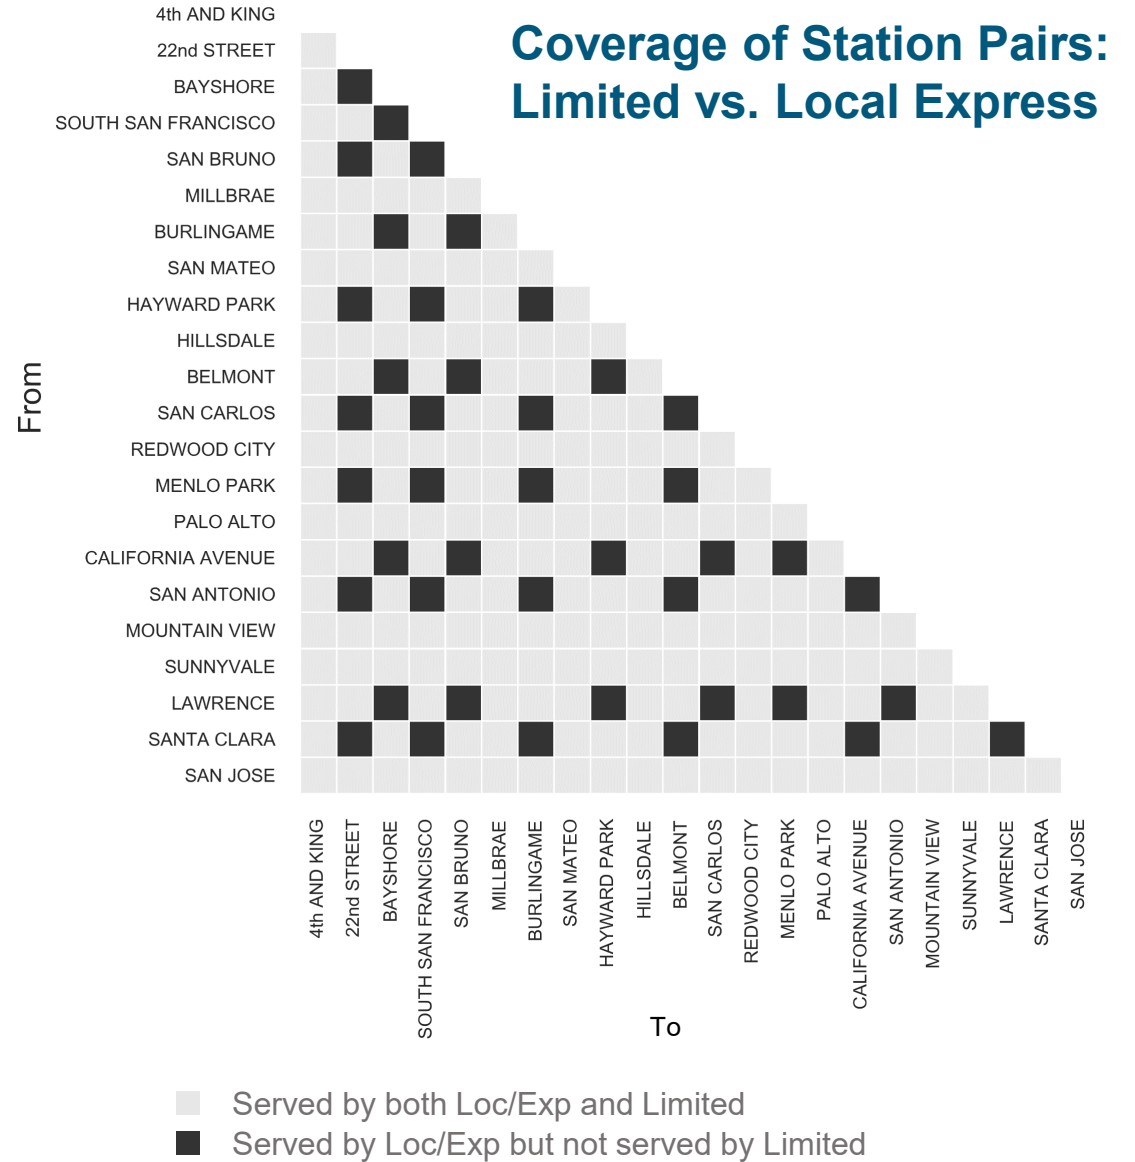 Coverage of Station Pairs:
Limited vs. Local Express
4th AND KING
22nd STREET
BAYSHORE
SOUTH SAN FRANCISCO
SAN BRUNO
MILLBRAE
BURLINGAME
SAN MATEO
HAYWARD PARK
HILLSDALE
BELMONT
SAN CARLOS
REDWOOD CITY
MENLO PARK
PALO ALTO
CALIFORNIA AVENUE
SAN ANTONIO
MOUNTAIN VIEW
SUNNYVALE
LAWRENCE
SANTA CLARA
SAN JOSE
From
4th AND KING
22nd STREET
BAYSHORE
SOUTH SAN FRANCISCO
SAN BRUNO
MILLBRAE
BURLINGAME
SAN MATEO
HAYWARD PARK
HILLSDALE
BELMONT
SAN CARLOS
REDWOOD CITY
MENLO PARK
PALO ALTO
CALIFORNIA AVENUE
SAN ANTONIO
MOUNTAIN VIEW
SUNNYVALE
LAWRENCE
SANTA CLARA
SAN JOSE
To
Served by both Loc/Exp and Limited
Served by Loc/Exp but not served by Limited